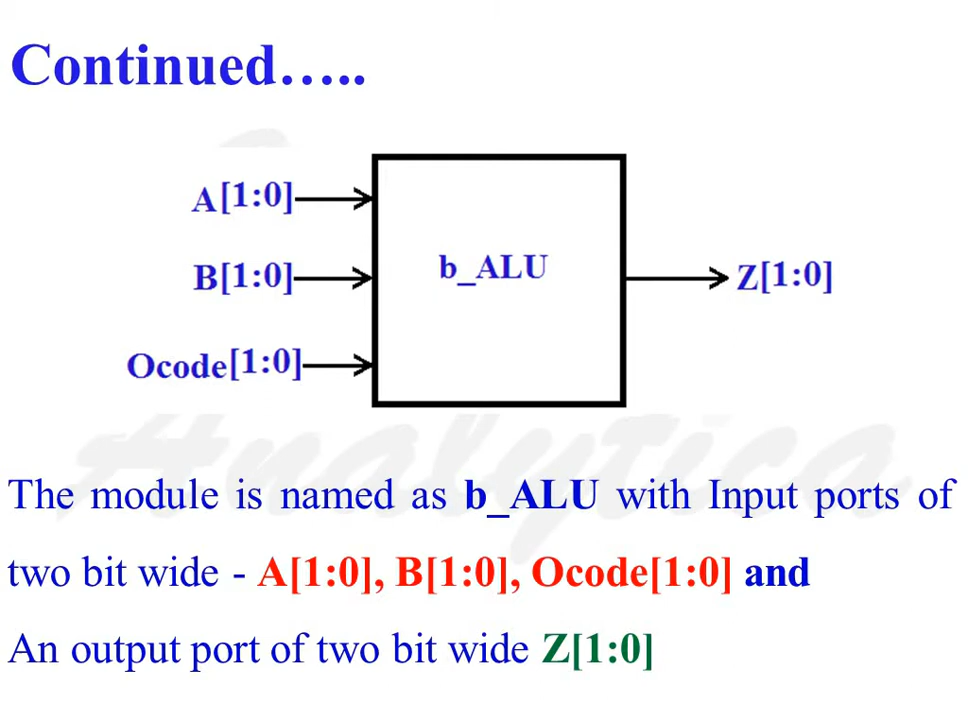 Continued…..
A[1:0]
B[1:0]
b_ALU
Z[1:0]
Ocode[1:0]
Analytica
The module is named as b_ALU with Input ports of
two bit wide - A[1:0], B[1:0], Ocode[1:0] and
An output port of two bit wide Z[1:0]